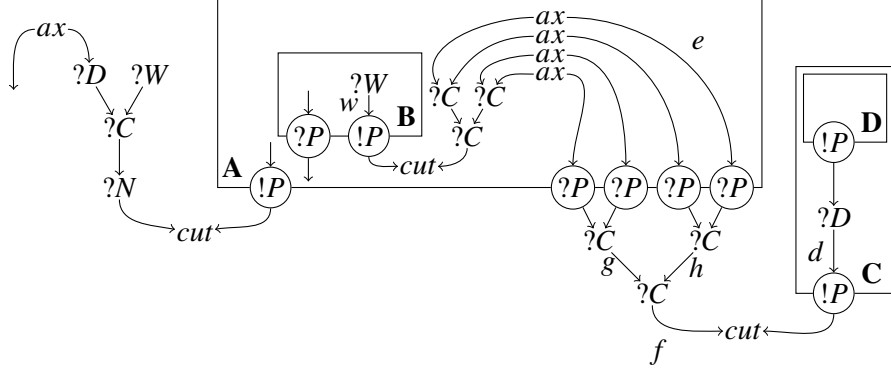 ax ax
ax e
ax
?D ?W ax
?W ?C ?C
w B D
?C ?P !P ?C !P
A
?N !P ?P ?P ?P ?P
?D
cut cut
?C ?C d
g h C
?C !P
cut
f